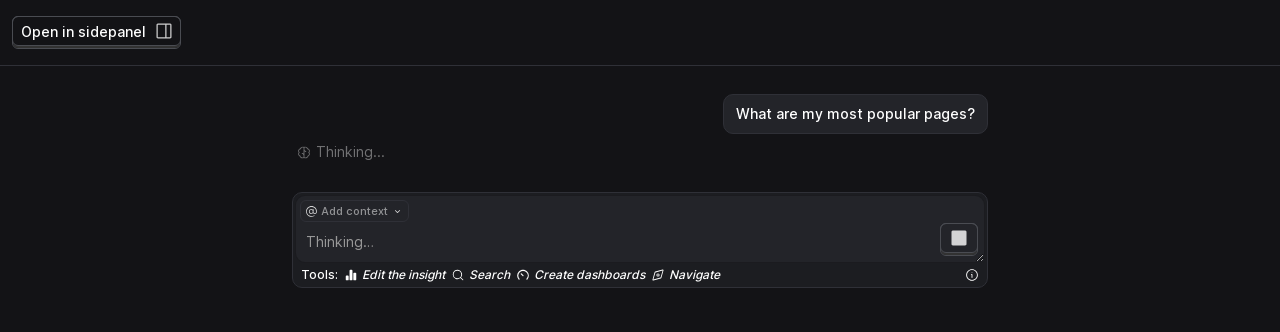 Open in sidepanel
What are my most popular pages?
Thinking...
@ Add context
Thinking...
Tools: Edit the insight Search Create dashboards Navigate